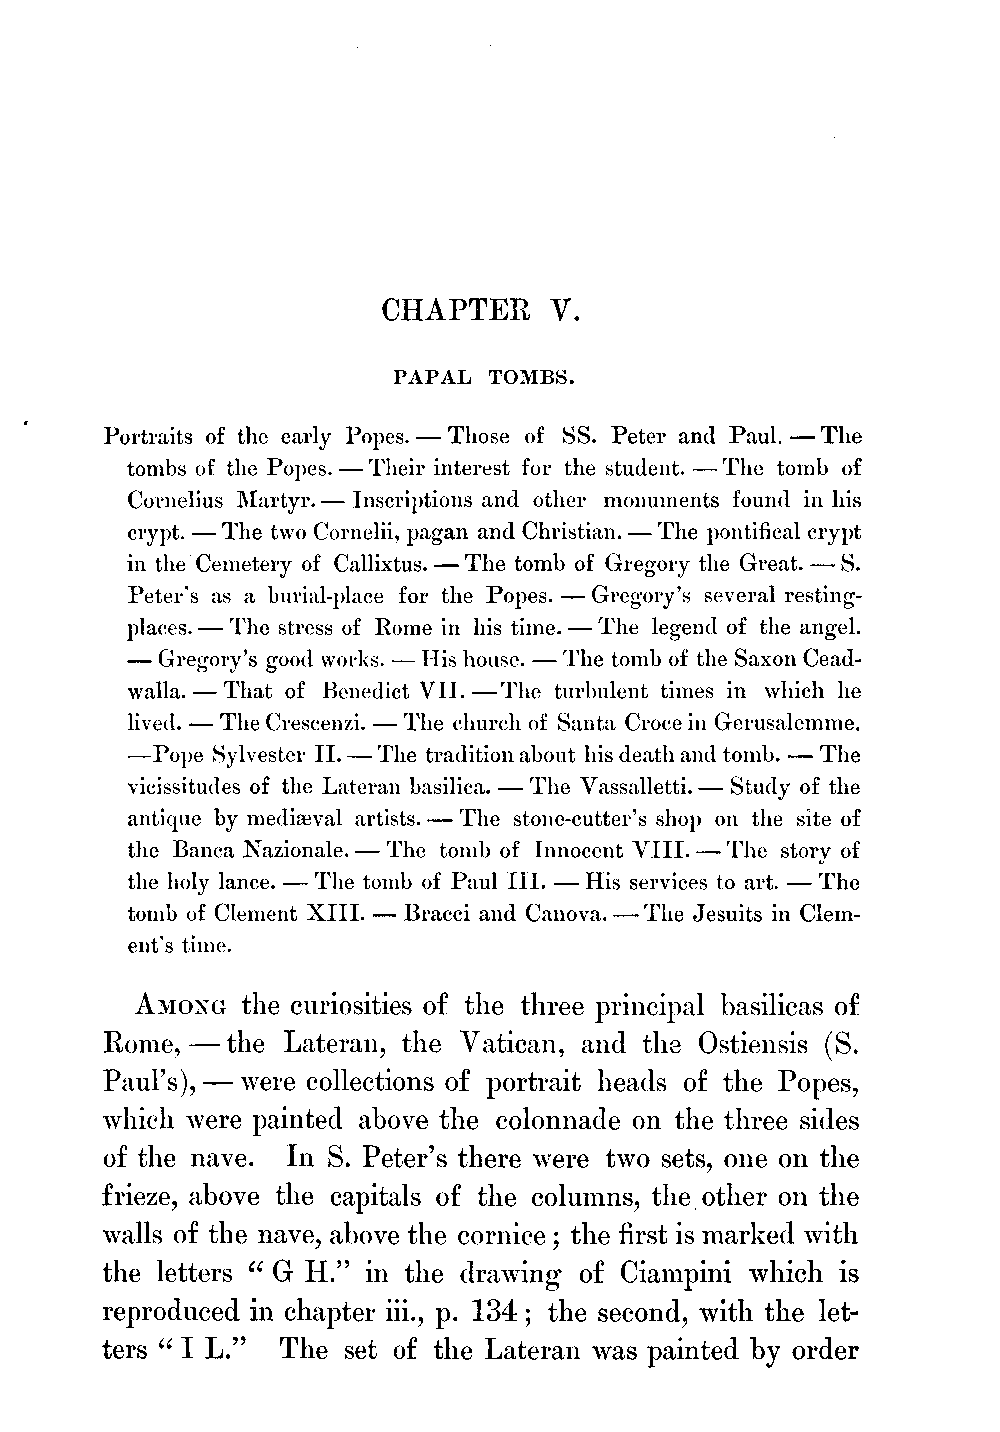 CHAPTER V.
PAPAL TOMBS.
Portraits of the early Popes. — Those of SS. Peter and Paul. — The
tombs of the Popes. — Their interest for the student. — The tomb of
Cornelius Martyr. — Inscriptions and other monuments found in his
crypt. — The two Cornelii, pagan and Christian. — The pontifical crypt
in the Cemetery of Callixtus. — The tomb of Gregory the Great. — S.
Peter's as a burial-place for the Popes. — Gregory's several resting-
places. — The stress of Rome in his time. — The legend of the angel.
— Gregory's good works. — His house. — The tomb of the Saxon Cead-
walla. — That of Benedict VII. — The turbulent times in which he
lived. — The Crescenzi. — The church of Santa Croce in Gerusalemme.
— Pope Sylvester II. — The tradition about his death and tomb. — The
vicissitudes of the Lateran basilica. — The Vassalletti. — Study of the
antique by mediæval artists. — The stone-cutter's shop on the site of
the Banca Nazionale. — The tomb of Innocent VIII. — The story of
the holy lance. — The tomb of Paul III. — His services to art. — The
tomb of Clement XIII. — Bracci and Canova. — The Jesuits in Clem-
ent's time.
AMONG the curiosities of the three principal basilicas of
Rome, — the Lateran, the Vatican, and the Ostiensis (S.
Paul's), — were collections of portrait heads of the Popes,
which were painted above the colonnade on the three sides
of the nave. In S. Peter's there were two sets, one on the
frieze, above the capitals of the columns, the other on the
walls of the nave, above the cornice; the first is marked with
the letters “G H.” in the drawing of Ciampini which is
reproduced in chapter iii., p. 134; the second, with the let-
ters “I L.” The set of the Lateran was painted by order